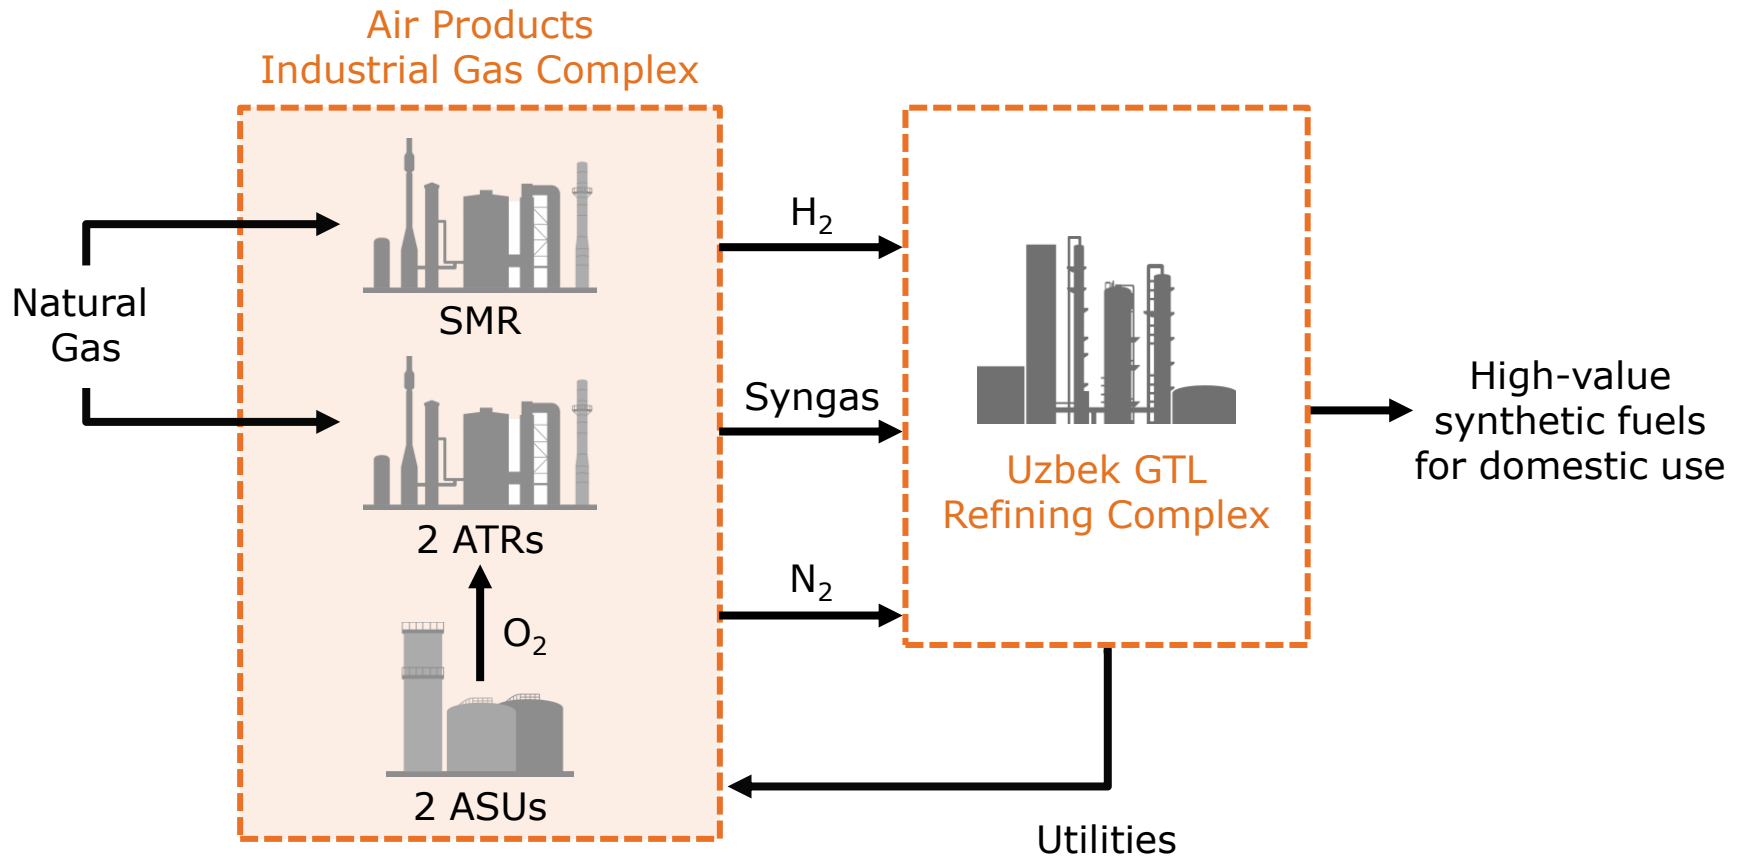 Air Products
Industrial Gas Complex
Natural
Gas
SMR
2 ATRs
O₂
2 ASUs
H₂
Syngas
N₂
Uzbek GTL
Refining Complex
Utilities
High-value
synthetic fuels
for domestic use